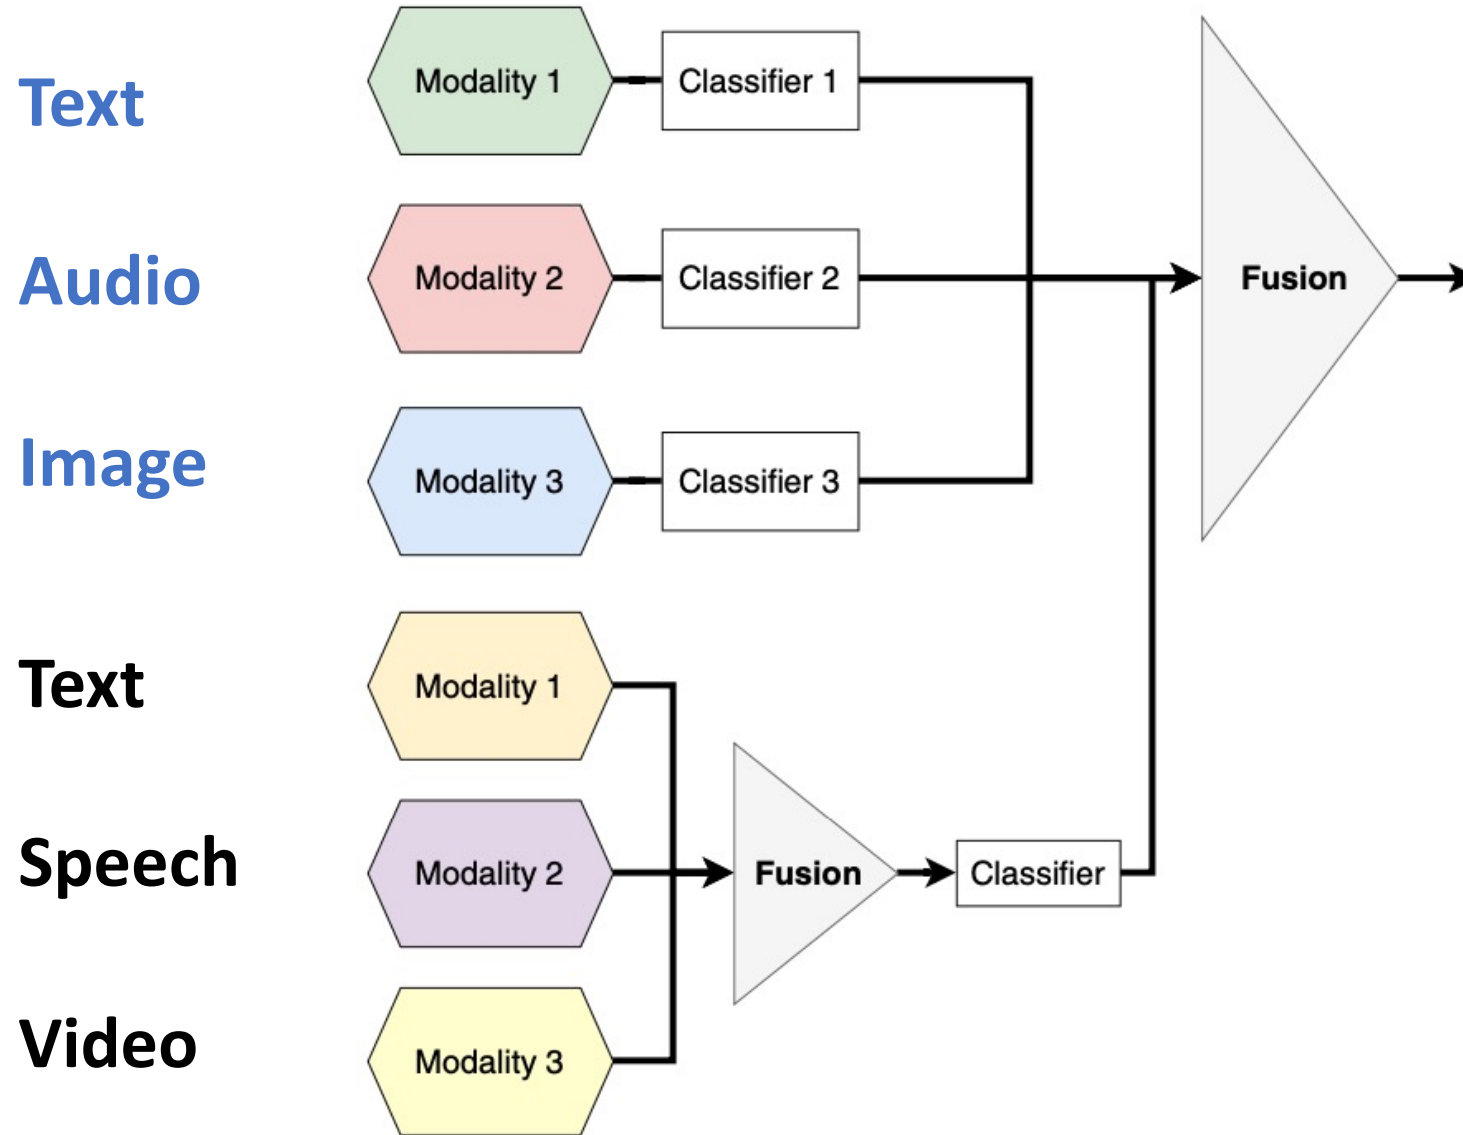 Text
Modality 1
Classifier 1
Audio
Modality 2
Classifier 2
Fusion
Image
Modality 3
Classifier 3
Text
Modality 1
Speech
Modality 2
Fusion
Classifier
Video
Modality 3